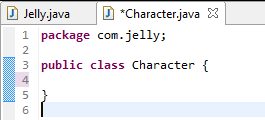 Jelly.java *Character.java
1 package com.jelly;
2
3 public class Character {
4
5 }
6